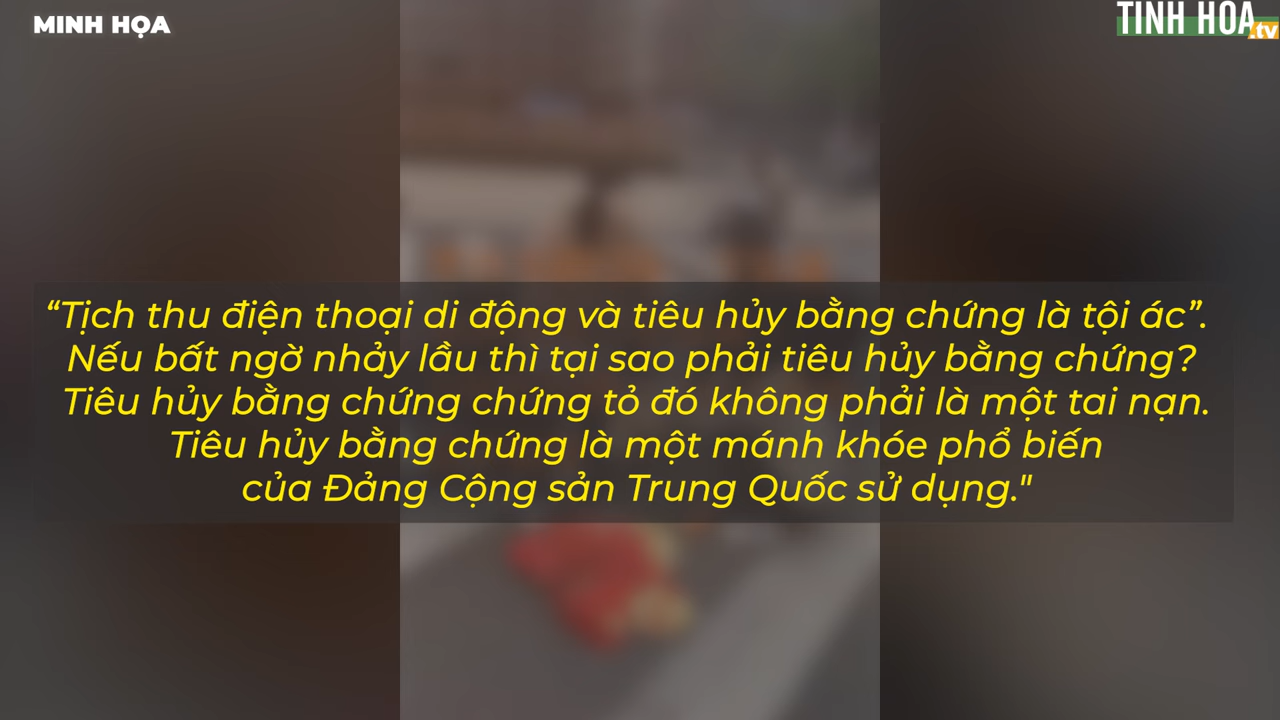 MINH HỌA
TINH HOA
.tv
“Tịch thu điện thoại di động và tiêu hủy bằng chứng là tội ác”.
Nếu bất ngờ nhảy lầu thì tại sao phải tiêu hủy bằng chứng?
Tiêu hủy bằng chứng chứng tỏ đó không phải là một tai nạn.
Tiêu hủy bằng chứng là một mánh khóe phổ biến
của Đảng Cộng sản Trung Quốc sử dụng."